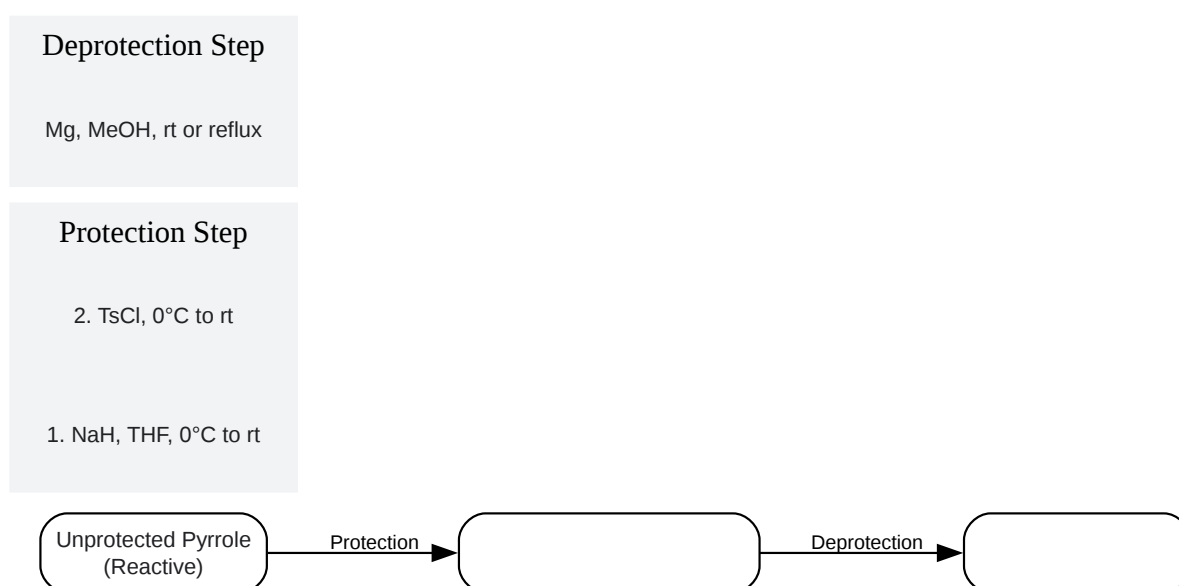 Deprotection Step
Mg, MeOH, rt or reflux
Protection Step
2. TsCl, 0°C to rt
1. NaH, THF, 0°C to rt
Unprotected Pyrrole
(Reactive)
Protection
Deprotection